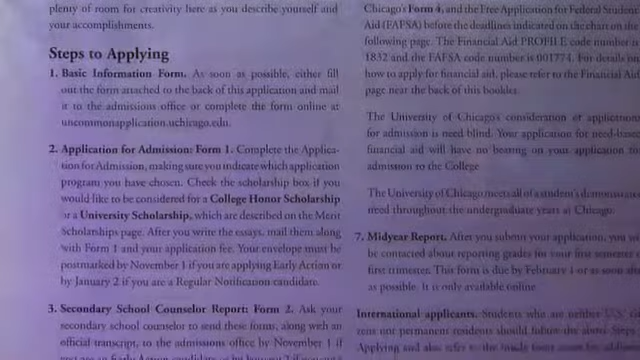 plenty of room for creativity here as you describe yourself and
your accomplishments.
Steps to Applying
1. Basic Information Form. As soon as possible, either fill
out the form attached to the back of this application and mail
it to the admissions office or complete the form online at
uncommonapplication.uchicago.edu.
2. Application for Admission: Form 1. Complete the Applica-
tion for Admission, making sure you indicate which application
program you have chosen. Check the scholarship box if you
would like to be considered for a College Honor Scholarship
or a University Scholarship, which are described on the Merit
Scholarships page. After you write the essays, mail them along
with Form 1 and your application fee. Your envelope must be
postmarked by November 1 if you are applying Early Action or
by January 2 if you are a Regular Notification candidate.
3. Secondary School Counselor Report: Form 2. Ask your
secondary school counselor to send these forms, along with an
official transcript, to the admissions office by November 1 if
Chicago's Form 4, and the Free Application for Federal Student
Aid (FAFSA) before the deadlines indicated on the chart on the
following page. The Financial Aid PROFILE code number is
1832 and the FAFSA code number is 001774. For details on
how to apply for financial aid, please refer to the Financial Aid
page near the back of this booklet.
The University of Chicago's consideration of applications
for admission is need blind. Your application for need-based
financial aid will have no bearing on your application to
admission to the College
The University of Chicago meets all of a student's demonstrated
need throughout the undergraduate years at Chicago.
7. Midyear Report. After you submit your application, you will
be contacted about reporting grades for your first semester or
first trimester. This form is due by February 1 or as soon
as possible. It is only available online.
International applicants. Students who are neither U.S. citi-
zens nor permanent residents should follow the above Steps
Applying and also refer to the